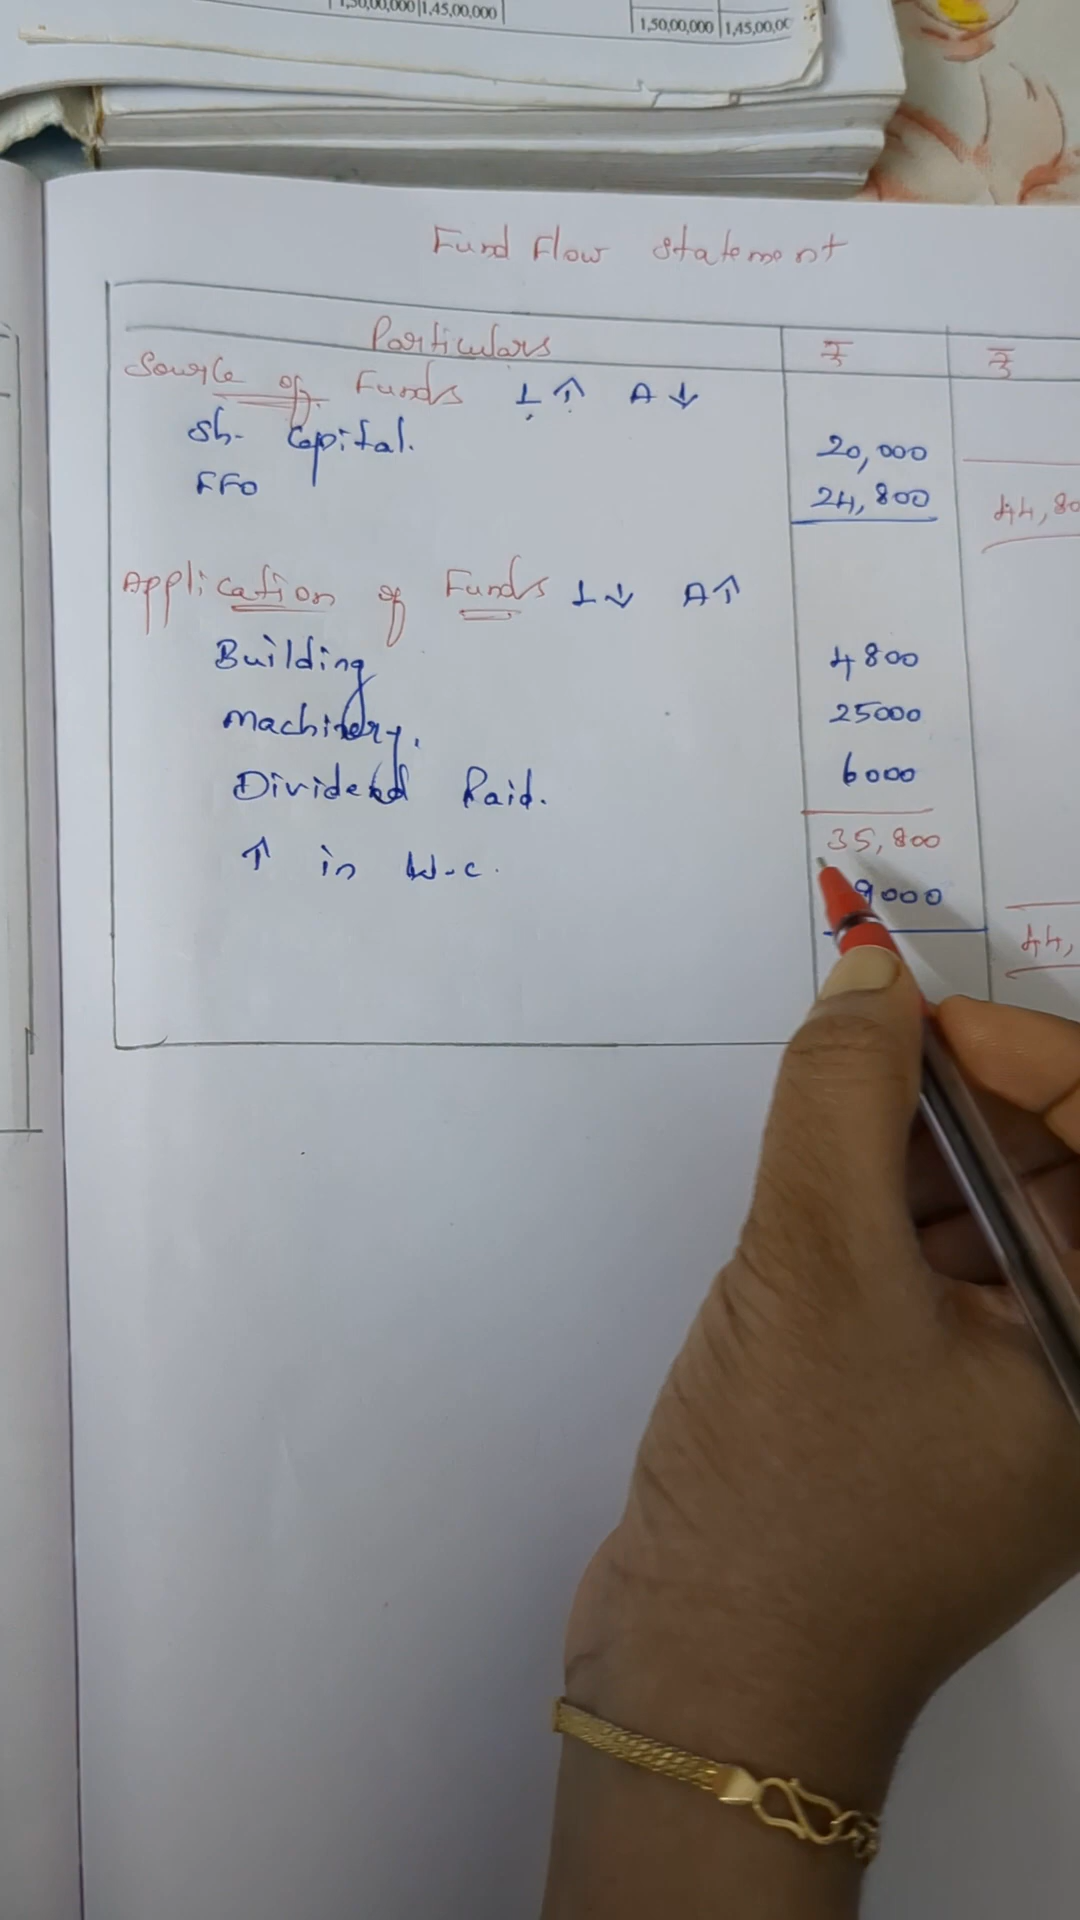 1,50,00,000 1,45,00,000
1,50,00,000 1,45,00,00
Fund Flow Statement
Particulars ₹ ₹
Source of Funds L↑ A↓
Sh- Capital. 20,000
FFO 24,800 44,80
Application of Funds L↓ A↑
Building 4800
Machinery. 25000
Dividend Paid. 6000
35,800
↑ in W.C. 9000
44,